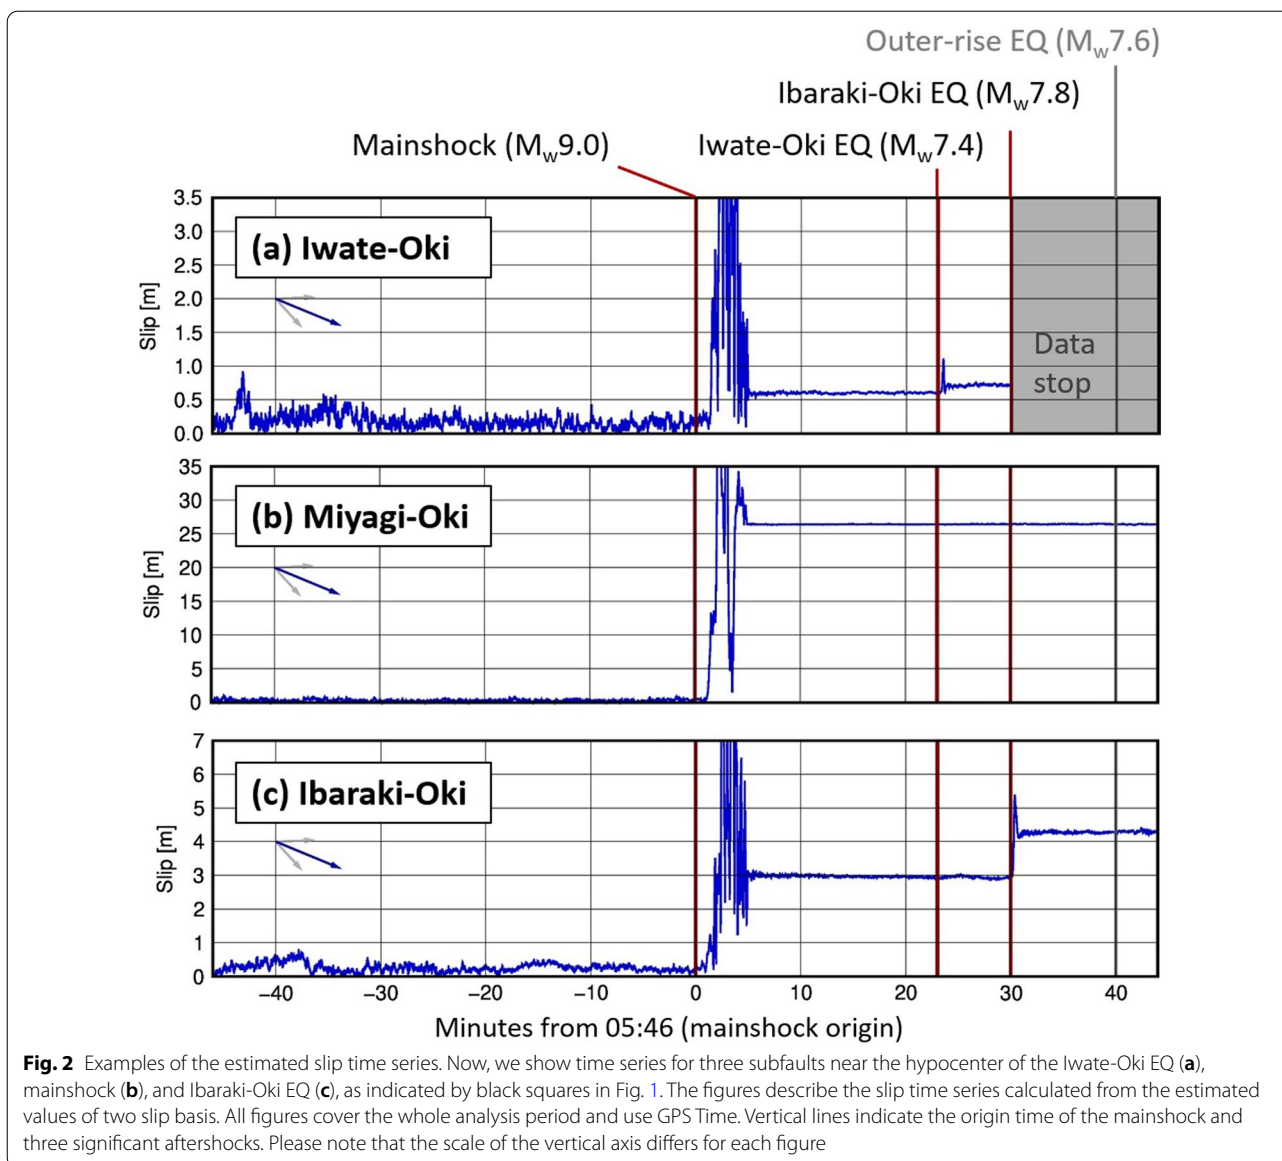 Outer-rise EQ (Mw7.6)
Ibaraki-Oki EQ (Mw7.8)
Mainshock (Mw9.0)
Iwate-Oki EQ (Mw7.4)
3.5
3.0
2.5
2.0
1.5
1.0
0.5
0.0
Slip [m]
(a) Iwate-Oki
Data
stop
35
30
25
20
15
10
5
0
Slip [m]
(b) Miyagi-Oki
7
6
5
4
3
2
1
0
Slip [m]
(c) Ibaraki-Oki
−40 −30 −20 −10 0 10 20 30 40
Minutes from 05:46 (mainshock origin)
Fig. 2 Examples of the estimated slip time series. Now, we show time series for three subfaults near the hypocenter of the Iwate-Oki EQ (a),
mainshock (b), and Ibaraki-Oki EQ (c), as indicated by black squares in Fig. 1. The figures describe the slip time series calculated from the estimated
values of two slip basis. All figures cover the whole analysis period and use GPS Time. Vertical lines indicate the origin time of the mainshock and
three significant aftershocks. Please note that the scale of the vertical axis differs for each figure